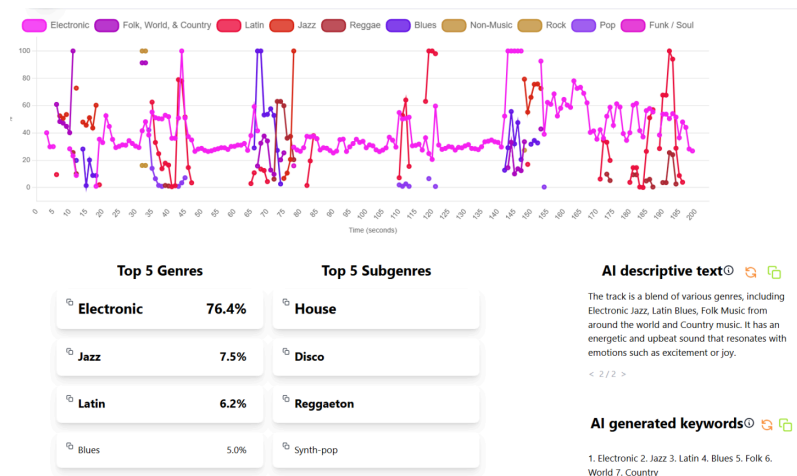 Electronic Folk, World, & Country Latin Jazz Reggae Blues Non-Music Rock Pop Funk / Soul
100
80
60
40
20
0
0 5 10 15 20 25 30 35 40 45 50 55 60 65 70 75 80 85 90 95 100 105 110 115 120 125 130 135 140 145 150 155 160 165 170 175 180 185 190 195 200
Time (seconds)
Top 5 Genres
Electronic 76.4%
Jazz 7.5%
Latin 6.2%
Blues 5.0%
Top 5 Subgenres
House
Disco
Reggaeton
Synth-pop
AI descriptive text
The track is a blend of various genres, including
Electronic Jazz, Latin Blues, Folk Music from
around the world and Country music. It has an
energetic and upbeat sound that resonates with
emotions such as excitement or joy.
< 2 / 2 >
AI generated keywords
1. Electronic 2. Jazz 3. Latin 4. Blues 5. Folk 6.
World 7. Country